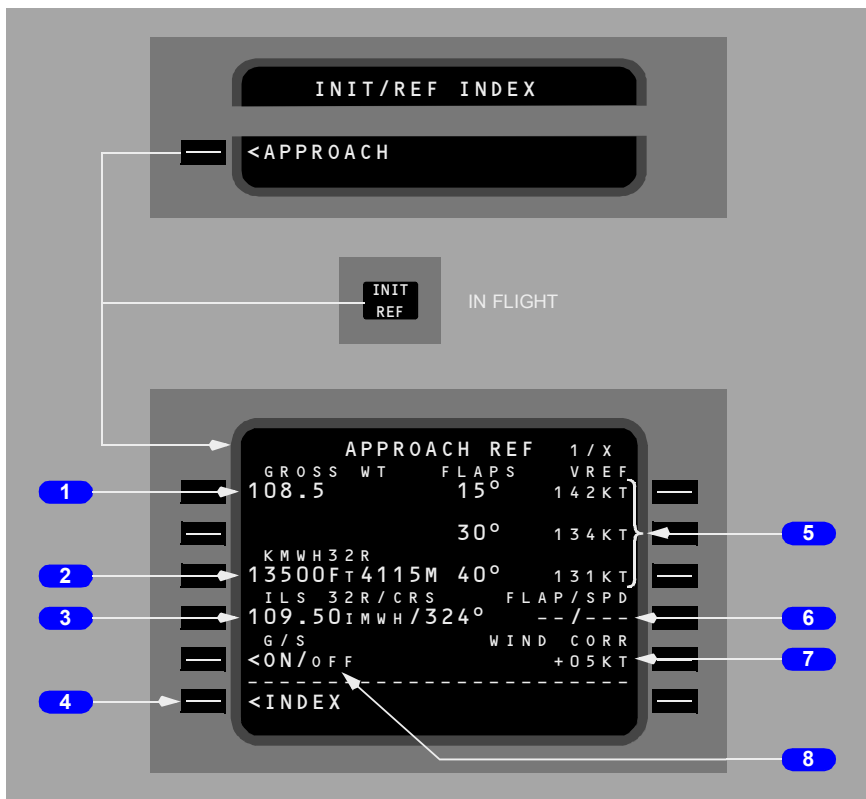 INIT/REF INDEX
<APPROACH
INIT
REF
IN FLIGHT
APPROACH REF 1/X
GROSS WT FLAPS VREF
1 108.5 15° 142KT
30° 134KT 5
KMWH32R
2 13500FT4115M 40° 131KT
ILS 32R/CRS FLAP/SPD
3 109.50IMWH/324° --/--- 6
G/S WIND CORR
<ON/OFF +05KT 7
------------------------
4 <INDEX
8